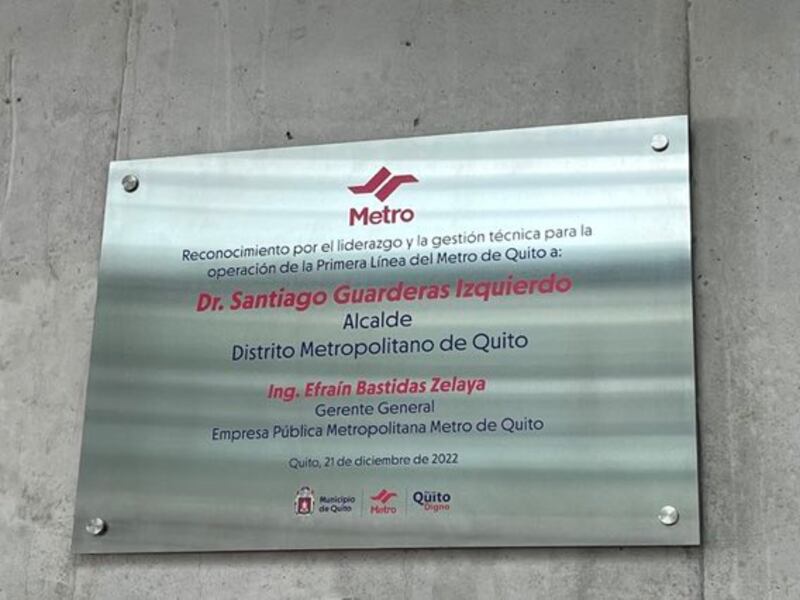 Metro
Reconocimiento por el liderazgo y la gestión técnica para la
operación de la Primera Línea del Metro de Quito a:
Dr. Santiago Guarderas Izquierdo
Alcalde
Distrito Metropolitano de Quito
Ing. Efraín Bastidas Zelaya
Gerente General
Empresa Pública Metropolitana Metro de Quito
Quito, 21 de diciembre de 2022
Municipio
de Quito
Metro
Quito
Digno